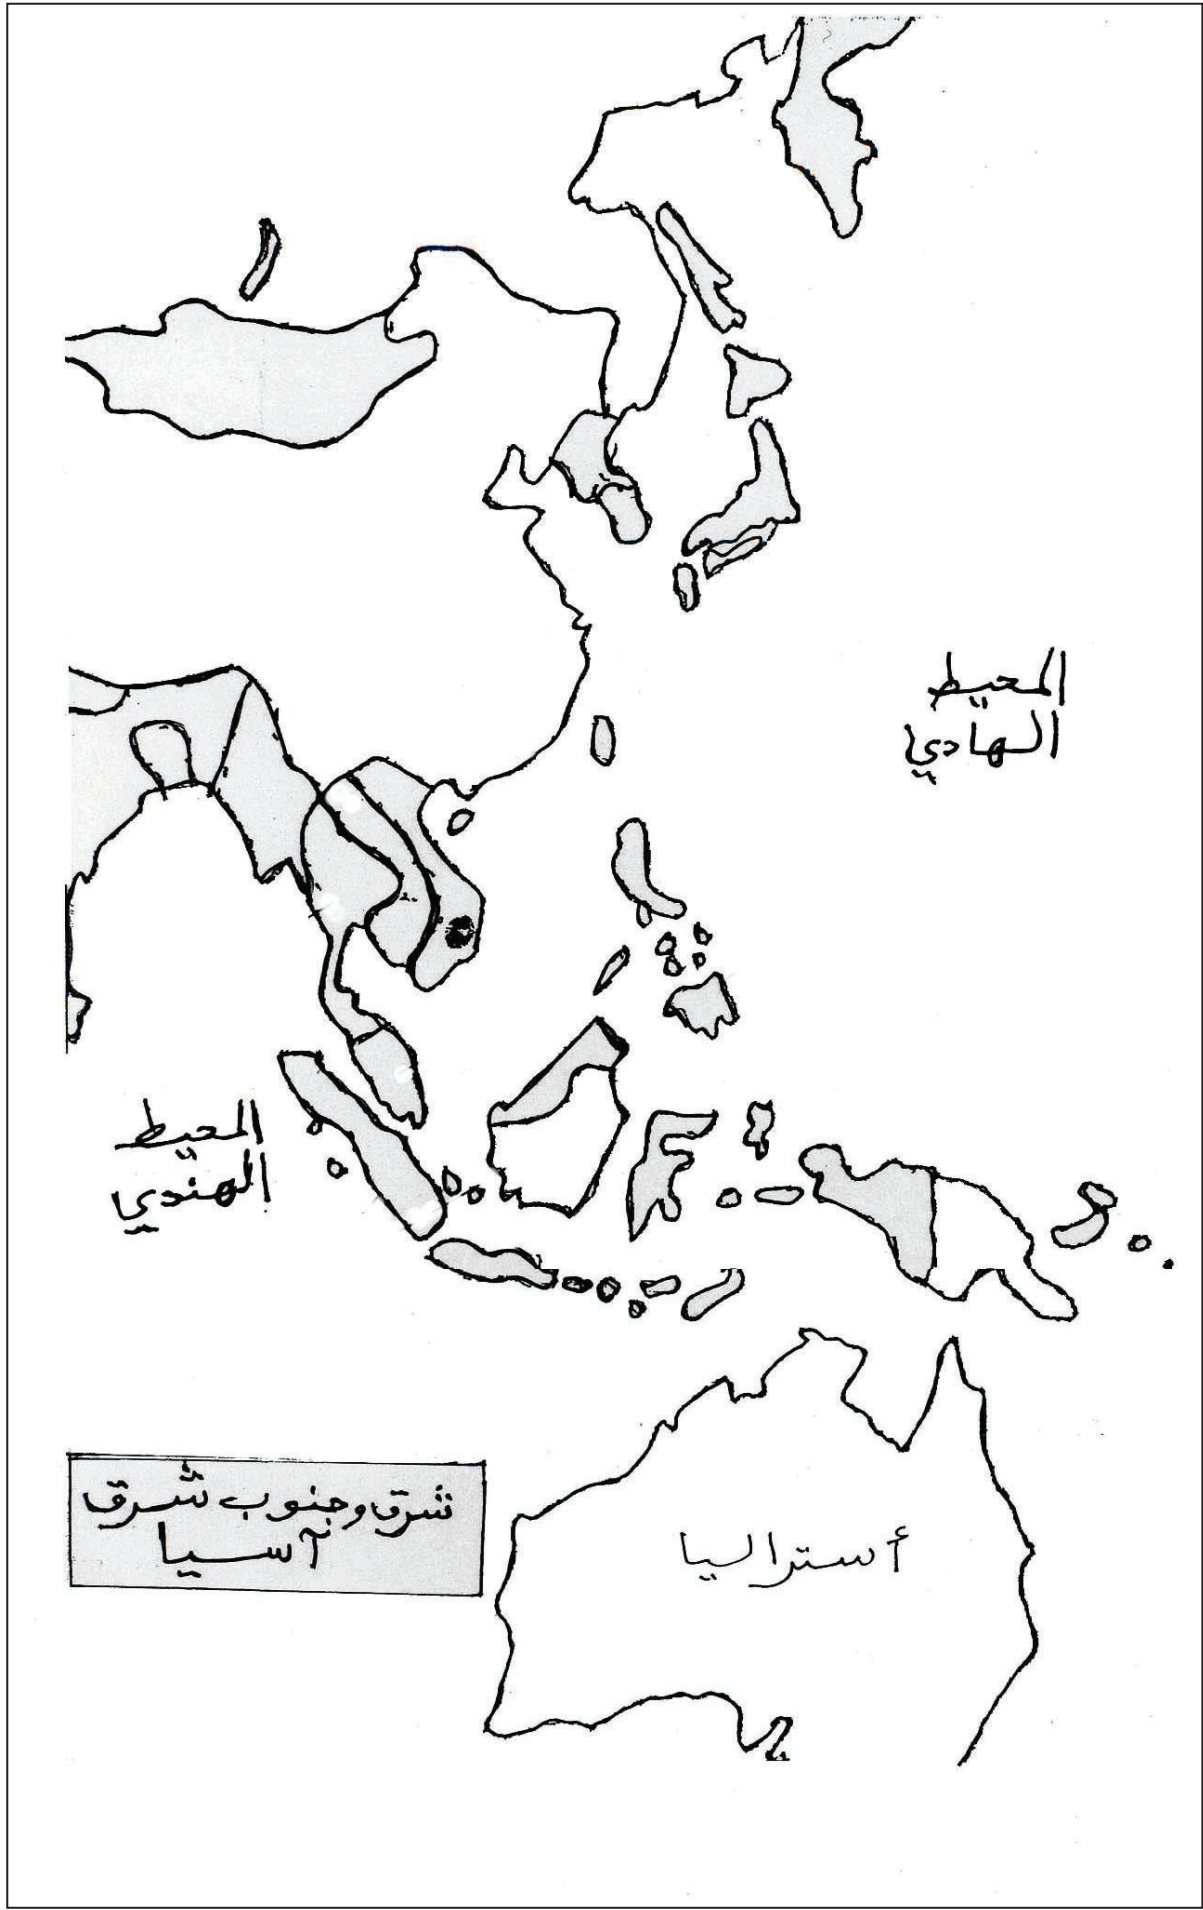 المحيط
الهادي
المحيط
الهندي
شرق وجنوب شرق
آسيا
أستراليا